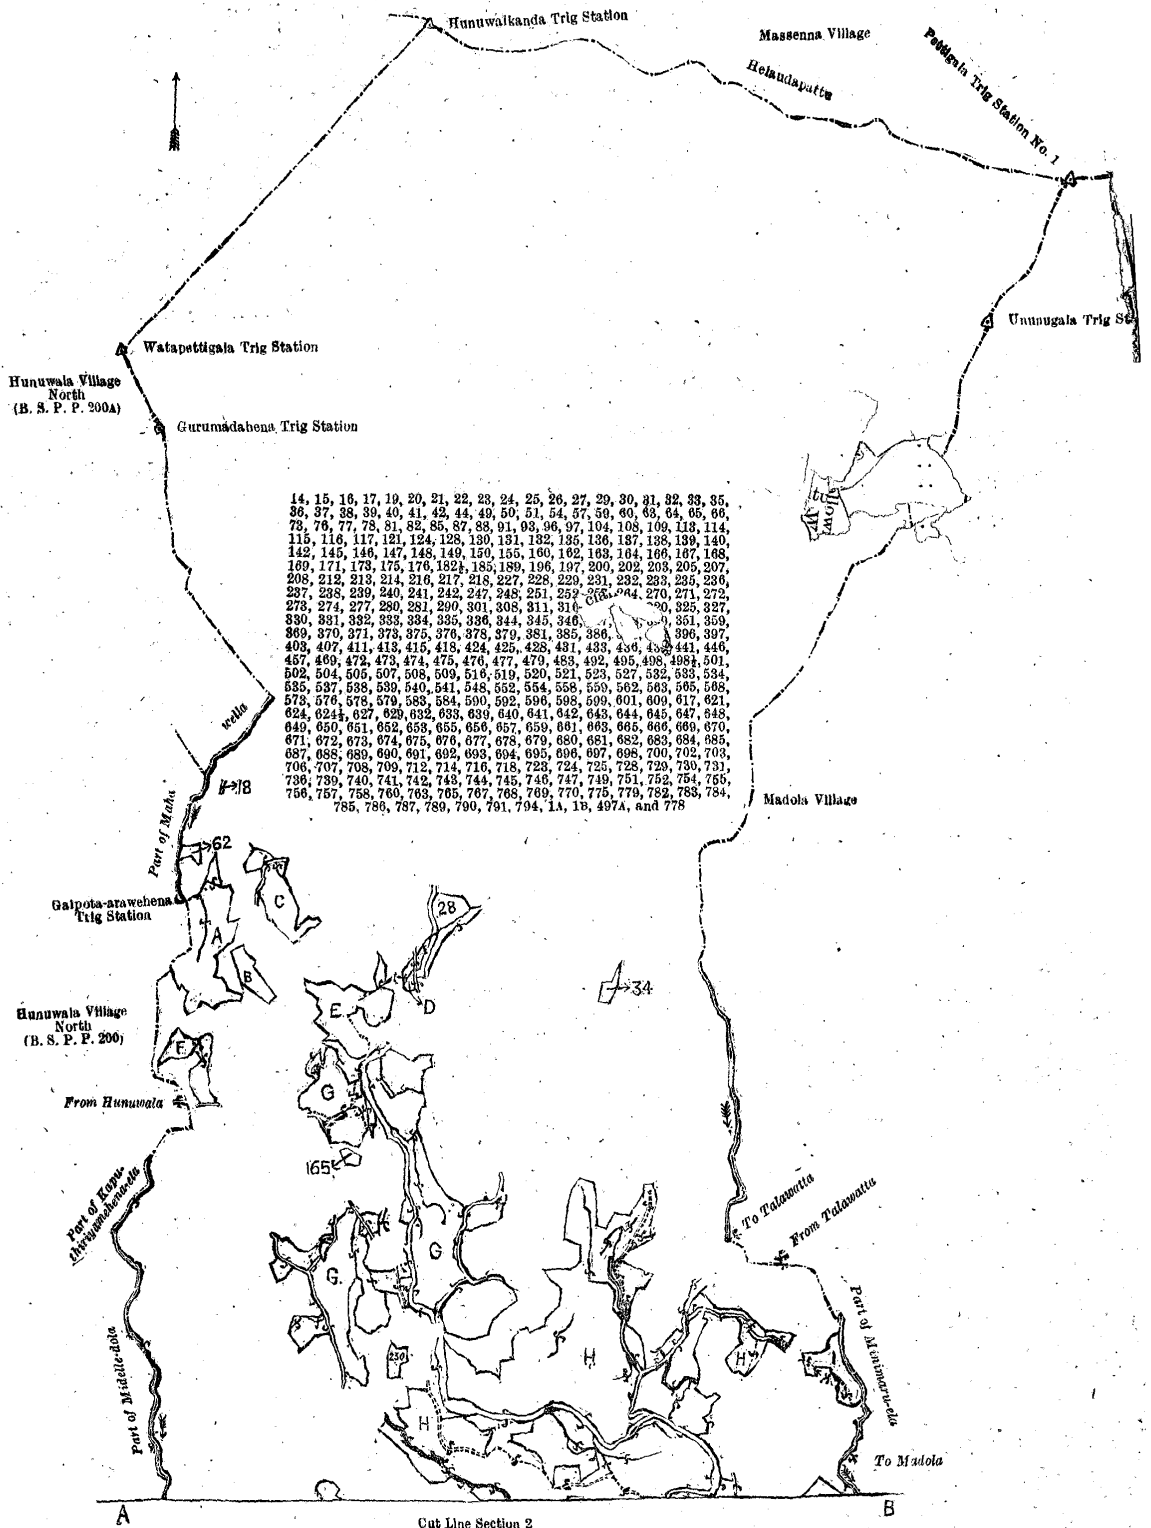 Hunuwalkanda Trig Station
Massenna Village
Pettigala Trig Station No. 1
Helaudapattu
Ununugala Trig St
Watapettigala Trig Station
Hunuwala Village
North
(B. S. P. P. 200A)
Gurumadahena Trig Station
14, 15, 16, 17, 19, 20, 21, 22, 23, 24, 25, 26, 27, 29, 30, 31, 32, 33, 35,
36, 37, 38, 39, 40, 41, 42, 44, 49, 50, 51, 54, 57, 59, 60, 63, 64, 65, 66,
73, 76, 77, 78, 81, 82, 85, 87, 88, 91, 93, 96, 97, 104, 108, 109, 113, 114,
115, 116, 117, 121, 124, 128, 130, 131, 132, 135, 136, 137, 138, 139, 140,
142, 145, 146, 147, 148, 149, 150, 155, 160, 162, 163, 164, 166, 167, 168,
169, 171, 173, 175, 176, 182½, 185, 189, 196, 197, 200, 202, 203, 205, 207,
208, 212, 213, 214, 216, 217, 218, 227, 228, 229, 231, 232, 233, 235, 236,
237, 238, 239, 240, 241, 242, 247, 248, 251, 252 264, 270, 271, 272,
273, 274, 277, 280, 281, 290, 301, 308, 311, 325, 327,
330, 331, 332, 333, 334, 335, 336, 344, 345, 346, 351, 359,
369, 370, 371, 373, 375, 376, 378, 379, 381, 385, 386, 396, 397,
403, 407, 411, 413, 415, 418, 424, 425, 428, 431, 433, 436, 441, 446,
457, 469, 472, 473, 474, 475, 476, 477, 479, 483, 492, 495, 498, 498½, 501,
502, 504, 505, 507, 508, 509, 516, 519, 520, 521, 523, 527, 532, 533, 534,
535, 537, 538, 539, 540, 541, 548, 552, 554, 558, 559, 562, 563, 565, 568,
573, 576, 578, 579, 583, 584, 590, 592, 596, 598, 599, 601, 609, 617, 621,
624, 624½, 627, 629, 632, 633, 639, 640, 641, 642, 643, 644, 645, 647, 648,
649, 650, 651, 652, 653, 655, 656, 657, 659, 661, 663, 665, 666, 669, 670,
671, 672, 673, 674, 675, 676, 677, 678, 679, 680, 681, 682, 683, 684, 685,
687, 688, 689, 690, 691, 692, 693, 694, 695, 696, 697, 698, 700, 702, 703,
706, 707, 708, 709, 712, 714, 716, 718, 723, 724, 725, 728, 729, 730, 731,
736, 739, 740, 741, 742, 743, 744, 745, 746, 747, 749, 751, 752, 754, 755,
756, 757, 758, 760, 763, 765, 767, 768, 769, 770, 775, 779, 782, 783, 784,
785, 786, 787, 789, 790, 791, 794, 1A, 1B, 497A, and 778
wella
18
Madola Village
Part of Maha
62
Galpota-arawehena
Trig Station
C
28
A
B
34
E
D
Hunuwala Village
North
(B. S. P. P. 200)
F
G
From Hunuwala
165
Part of Kapu-
thiriyamehena-ela
To Talawatta
From Talawatta
G
G
Part of Minimaru-ela
Part of Midelle-dola
230
H
H
H
To Madola
A
B
Cut Line Section 2